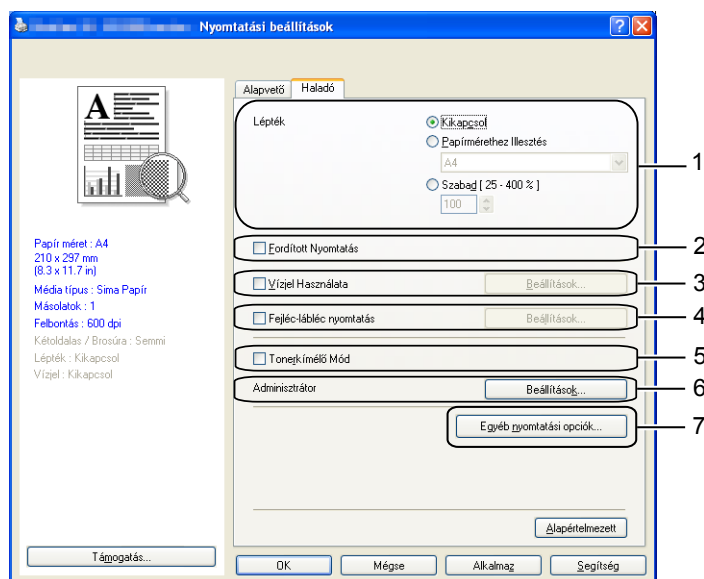 Nyomtatási beállítások
Alapvető
Haladó
Lépték
Kikapcsol
Papírmérethez Illesztés
A4
Szabad [ 25 - 400 % ]
100
1
Fordított Nyomtatás
2
Vízjel Használata
Beállítások...
3
Fejléc-lábléc nyomtatás
Beállítások...
4
Tonerkímélő Mód
5
Adminisztrátor
Beállítások...
6
Egyéb nyomtatási opciók...
7
A
Papír méret : A4
210 x 297 mm
(8.3 x 11.7 in)
Média típus : Sima Papír
Másolatok : 1
Felbontás : 600 dpi
Kétoldalas / Brosúra : Semmi
Lépték : Kikapcsol
Vízjel : Kikapcsol
Alapértelmezett
Támogatás...
OK
Mégse
Alkalmaz
Segítség